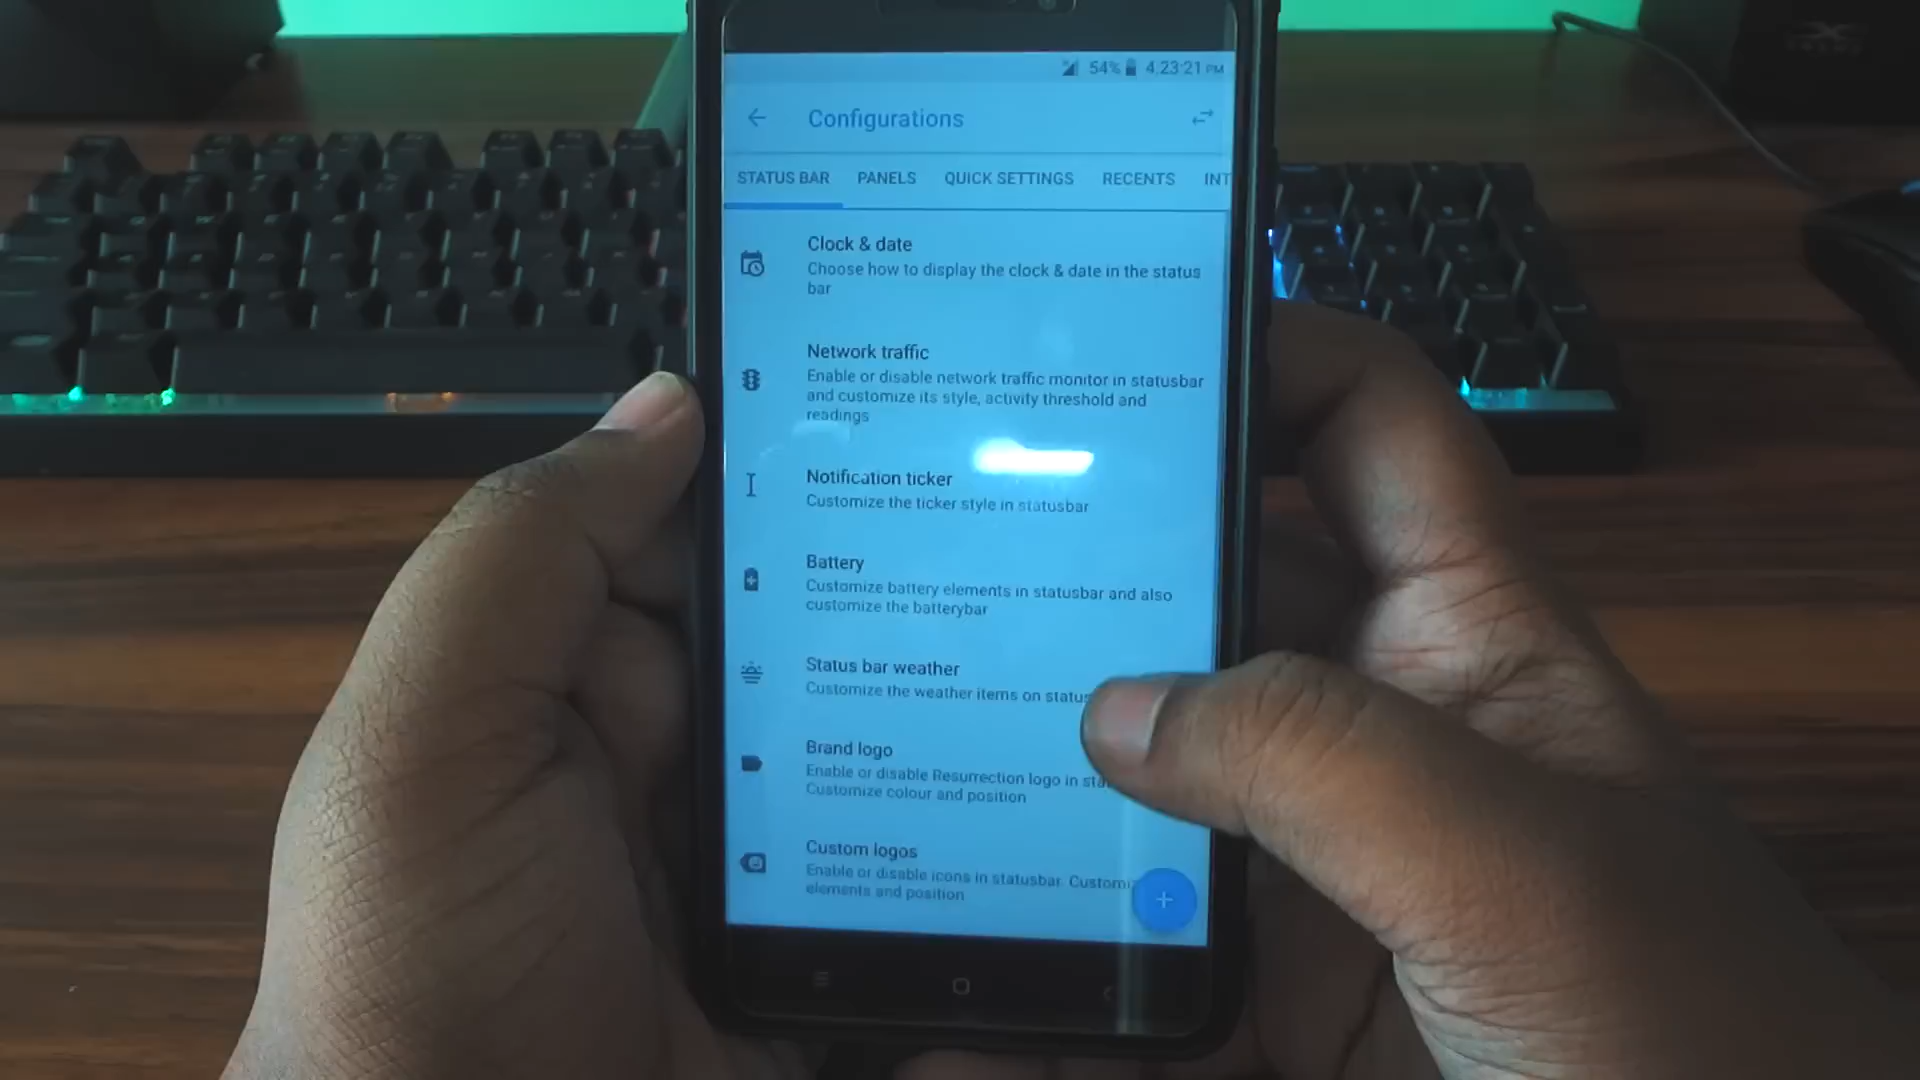 54% 4.23:21 PM
Configurations
STATUS BAR PANELS QUICK SETTINGS RECENTS INT
Clock & date
Choose how to display the clock & date in the status
bar
Network traffic
Enable or disable network traffic monitor in statusbar
and customize its style, activity threshold and
readings
Notification ticker
Customize the ticker style in statusbar
Battery
Customize battery elements in statusbar and also
customize the batterybar
Status bar weather
Customize the weather items on status
Brand logo
Enable or disable Resurrection logo in sta
Customize colour and position
Custom logos
Enable or disable icons in statusbar. Customi
elements and position